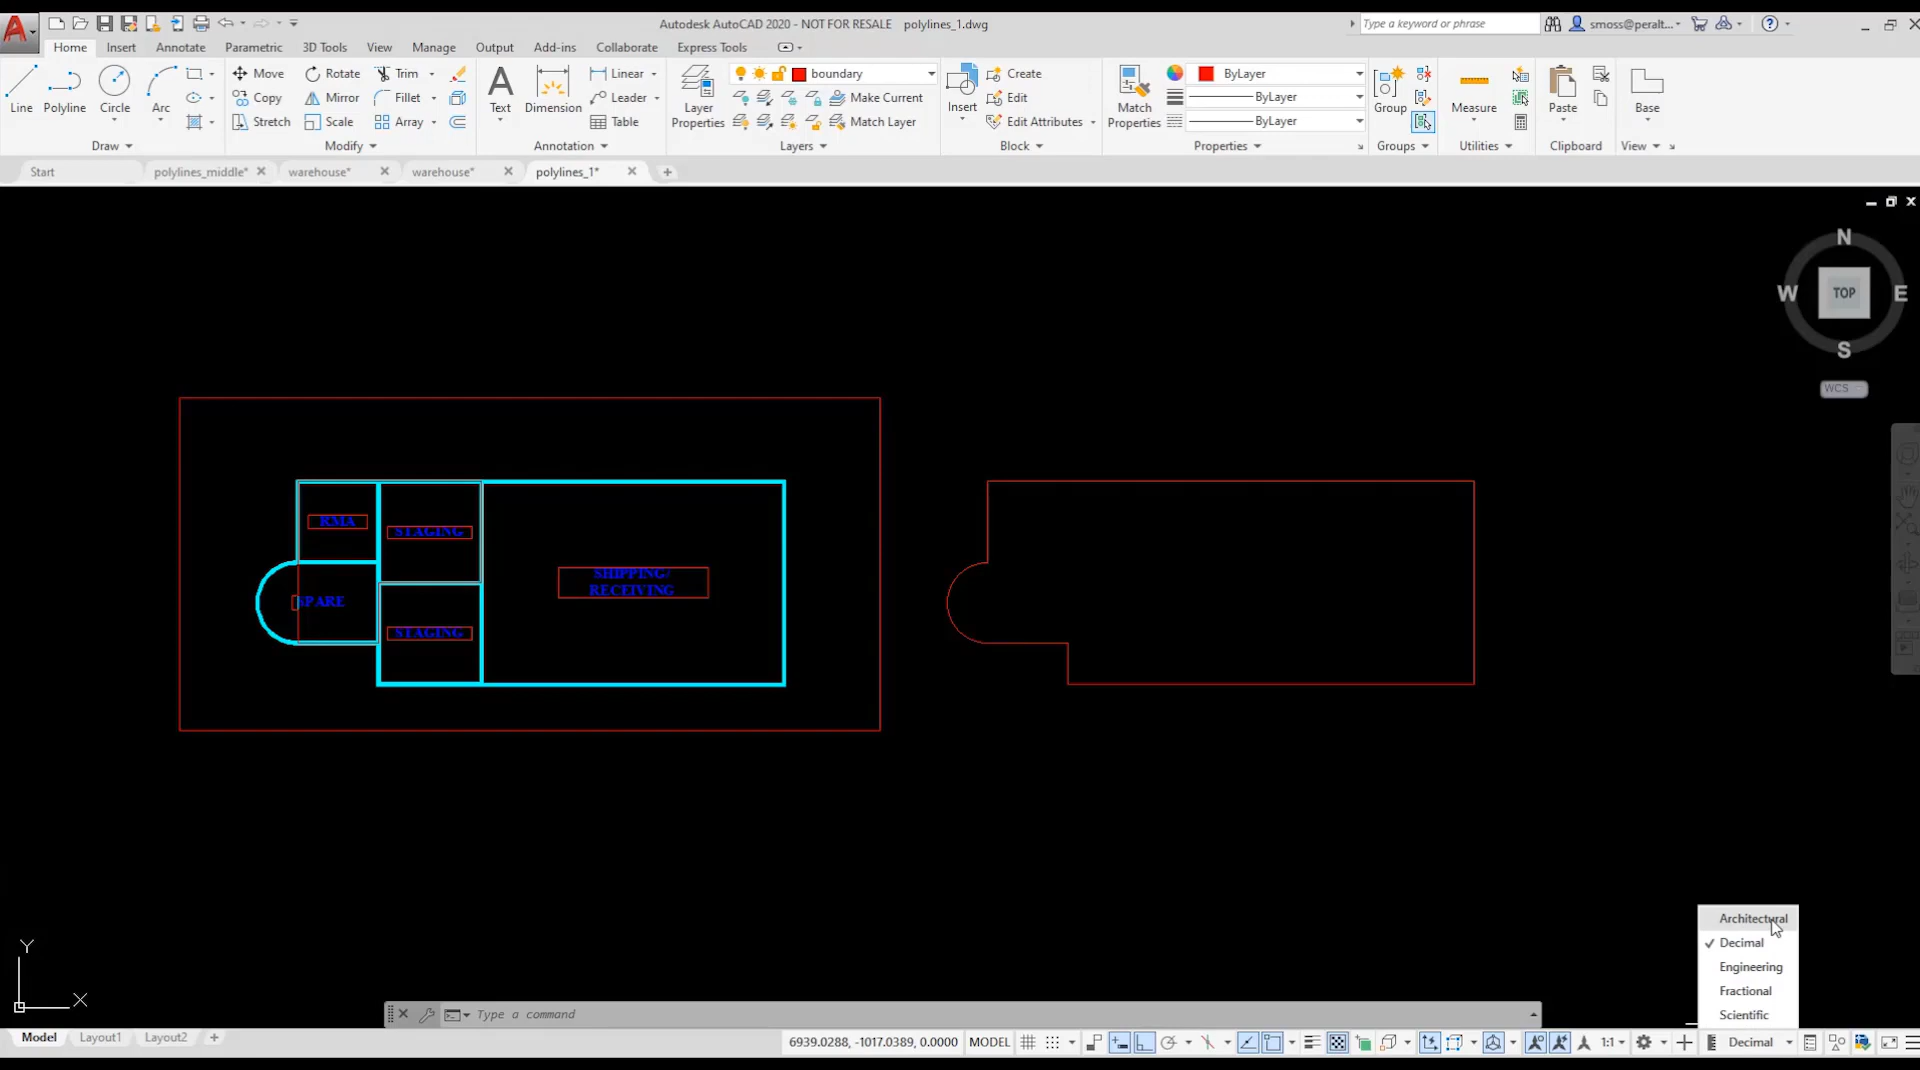 Autodesk AutoCAD 2020 - NOT FOR RESALE polylines_1.dwg
Type a keyword or phrase
smoss@peralt...
Home Insert Annotate Parametric 3D Tools View Manage Output Add-ins Collaborate Express Tools
Line
Polyline
Circle
Arc
Draw
Move Rotate Trim
Copy Mirror Fillet
Stretch Scale Array
Modify
Text
Dimension
Linear
Leader
Table
Annotation
Layer
Properties
boundary
Make Current
Match Layer
Layers
Insert
Create
Edit
Edit Attributes
Block
Match
Properties
ByLayer
ByLayer
ByLayer
Properties
Group
Groups
Measure
Utilities
Paste
Clipboard
Base
View
Start polylines_middle* warehouse* warehouse* polylines_1*
N
W TOP E
S
WCS
RMA
STAGING
SHIPPING/
RECEIVING
SPARE
STAGING
Architectural
Decimal
Engineering
Fractional
Scientific
Y
X
Type a command
Model Layout1 Layout2
6939.0288, -1017.0389, 0.0000 MODEL
1:1
Decimal